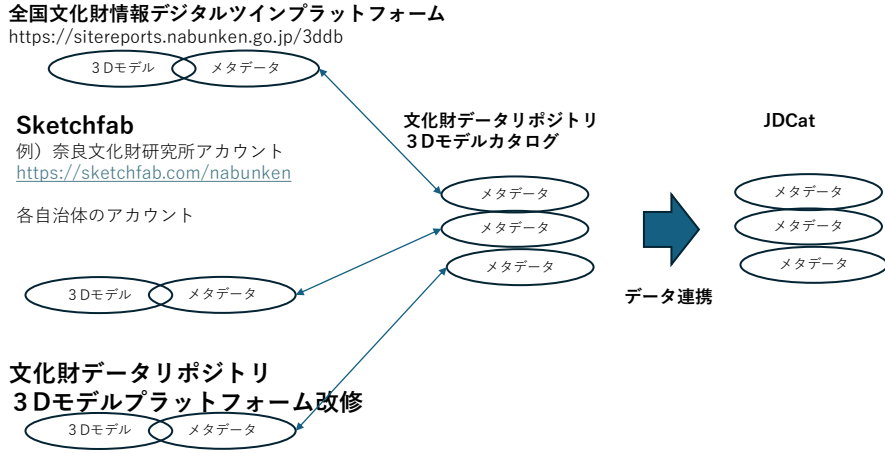 全国文化財情報デジタルツインプラットフォーム
https://sitereports.nabunken.go.jp/3ddb
３Dモデル
メタデータ
Sketchfab
例）奈良文化財研究所アカウント
https://sketchfab.com/nabunken
各自治体のアカウント
３Dモデル
メタデータ
文化財データリポジトリ
３Dモデルプラットフォーム改修
３Dモデル
メタデータ
文化財データリポジトリ
３Dモデルカタログ
メタデータ
メタデータ
メタデータ
データ連携
JDCat
メタデータ
メタデータ
メタデータ